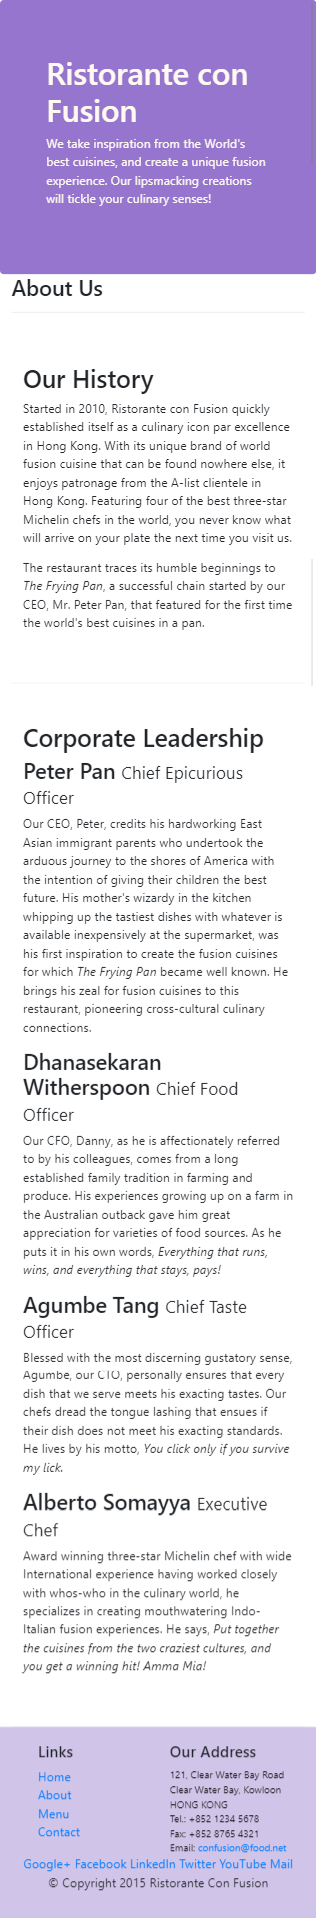 Ristorante con
Fusion
We take inspiration from the World's
best cuisines, and create a unique fusion
experience. Our lipsmacking creations
will tickle your culinary senses!
About Us
Our History
Started in 2010, Ristorante con Fusion quickly
established itself as a culinary icon par excellence
in Hong Kong. With its unique brand of world
fusion cuisine that can be found nowhere else, it
enjoys patronage from the A-list clientele in
Hong Kong. Featuring four of the best three-star
Michelin chefs in the world, you never know what
will arrive on your plate the next time you visit us.
The restaurant traces its humble beginnings to
The Frying Pan, a successful chain started by our
CEO, Mr. Peter Pan, that featured for the first time
the world's best cuisines in a pan.
Corporate Leadership
Peter Pan Chief Epicurious
Officer
Our CEO, Peter, credits his hardworking East
Asian immigrant parents who undertook the
arduous journey to the shores of America with
the intention of giving their children the best
future. His mother's wizardy in the kitchen
whipping up the tastiest dishes with whatever is
available inexpensively at the supermarket, was
his first inspiration to create the fusion cuisines
for which The Frying Pan became well known. He
brings his zeal for fusion cuisines to this
restaurant, pioneering cross-cultural culinary
connections.
Dhanasekaran
Witherspoon Chief Food
Officer
Our CFO, Danny, as he is affectionately referred
to by his colleagues, comes from a long
established family tradition in farming and
produce. His experiences growing up on a farm in
the Australian outback gave him great
appreciation for varieties of food sources. As he
puts it in his own words, Everything that runs,
wins, and everything that stays, pays!
Agumbe Tang Chief Taste
Officer
Blessed with the most discerning gustatory sense,
Agumbe, our CTO, personally ensures that every
dish that we serve meets his exacting tastes. Our
chefs dread the tongue lashing that ensues if
their dish does not meet his exacting standards.
He lives by his motto, You click only if you survive
my lick.
Alberto Somayya Executive
Chef
Award winning three-star Michelin chef with wide
International experience having worked closely
with whos-who in the culinary world, he
specializes in creating mouthwatering Indo-
Italian fusion experiences. He says, Put together
the cuisines from the two craziest cultures, and
you get a winning hit! Amma Mia!
Links
Home
About
Menu
Contact
Our Address
121, Clear Water Bay Road
Clear Water Bay, Kowloon
HONG KONG
Tel.: +852 1234 5678
Fax: +852 8765 4321
Email: confusion@food.net
Google+ Facebook LinkedIn Twitter YouTube Mail
© Copyright 2015 Ristorante Con Fusion